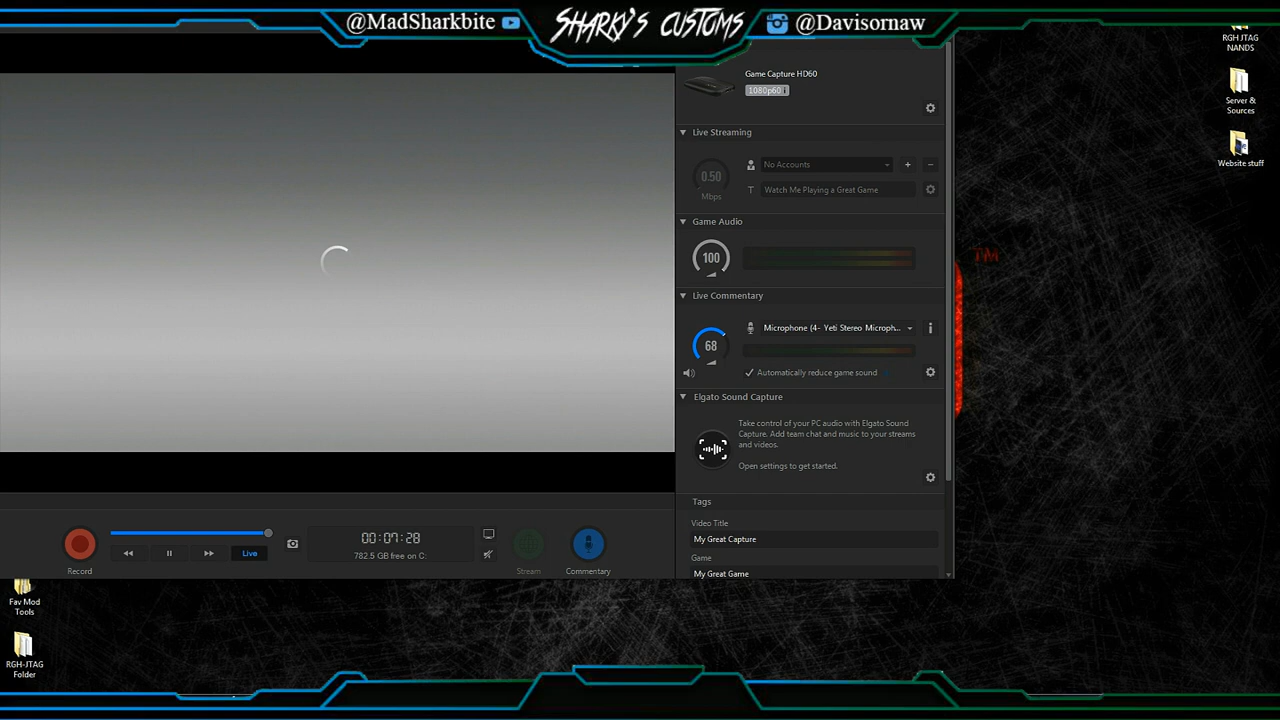 @MadSharkbite
SHARKY'S CUSTOMS
@Davisornaw
RGH-JTAG
NANDS
Server &
Sources
Website stuff
Game Capture HD60
1080p60
Live Streaming
0.50
Mbps
No Accounts
+
−
T
Watch Me Playing a Great Game
Game Audio
100
TM
Live Commentary
68
Microphone (4- Yeti Stereo Microph...
i
Automatically reduce game sound
Elgato Sound Capture
Take control of your PC audio with Elgato Sound
Capture. Add team chat and music to your streams
and videos.
Open settings to get started.
Tags
Video Title
My Great Capture
Game
My Great Game
Live
00:07:28
782.5 GB free on C:
Record
Stream
Commentary
Fav Mod
Tools
RGH-JTAG
Folder